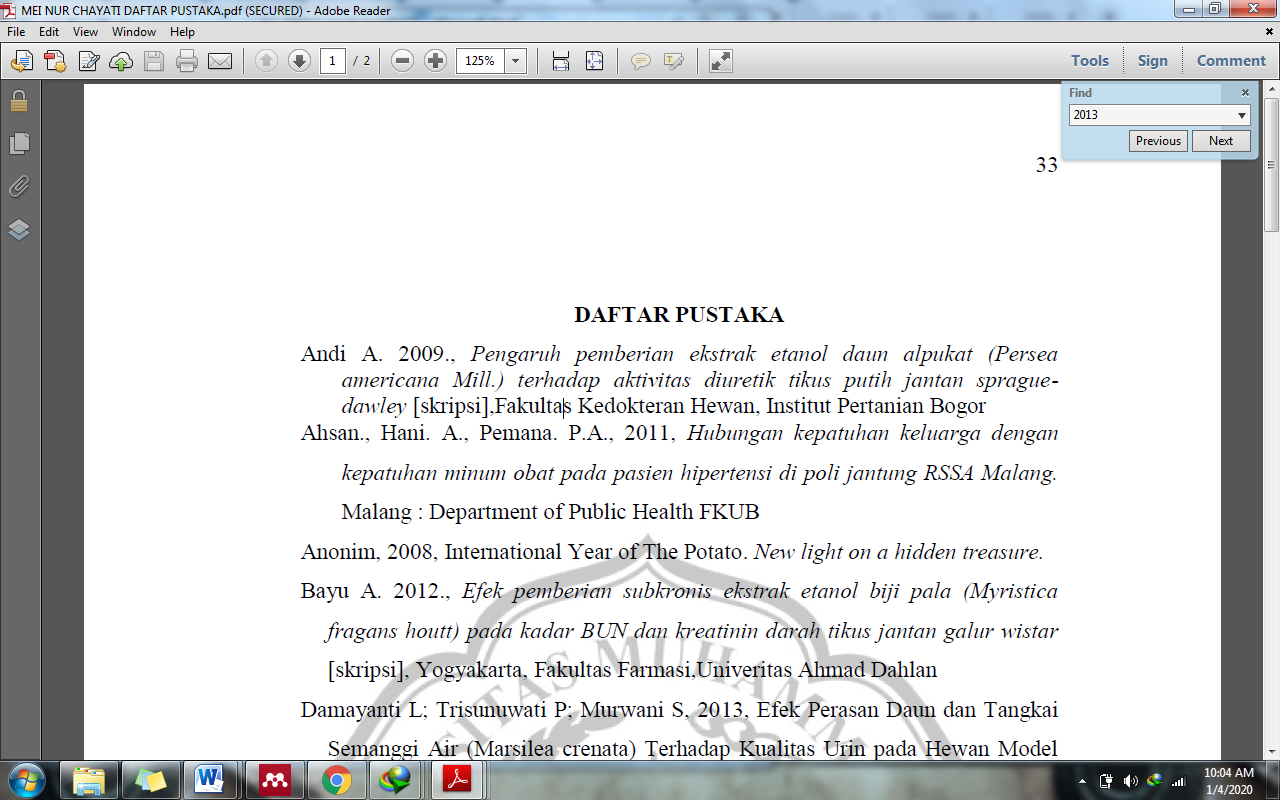 MEI NUR CHAYATI DAFTAR PUSTAKA.pdf (SECURED) - Adobe Reader
File Edit View Window Help
1 / 2 125% Tools Sign Comment
Find
2013
Previous Next
33
DAFTAR PUSTAKA
Andi A. 2009., Pengaruh pemberian ekstrak etanol daun alpukat (Persea
americana Mill.) terhadap aktivitas diuretik tikus putih jantan sprague-
dawley [skripsi],Fakultas Kedokteran Hewan, Institut Pertanian Bogor
Ahsan., Hani. A., Pemana. P.A., 2011, Hubungan kepatuhan keluarga dengan
kepatuhan minum obat pada pasien hipertensi di poli jantung RSSA Malang.
Malang : Department of Public Health FKUB
Anonim, 2008, International Year of The Potato. New light on a hidden treasure.
Bayu A. 2012., Efek pemberian subkronis ekstrak etanol biji pala (Myristica
fragans houtt) pada kadar BUN dan kreatinin darah tikus jantan galur wistar
[skripsi], Yogyakarta, Fakultas Farmasi,Univeritas Ahmad Dahlan
Damayanti L; Trisunuwati P; Murwani S, 2013, Efek Perasan Daun dan Tangkai
Semanggi Air (Marsilea crenata) Terhadap Kualitas Urin pada Hewan Model
SITAS MUHAMM
10:04 AM
1/4/2020